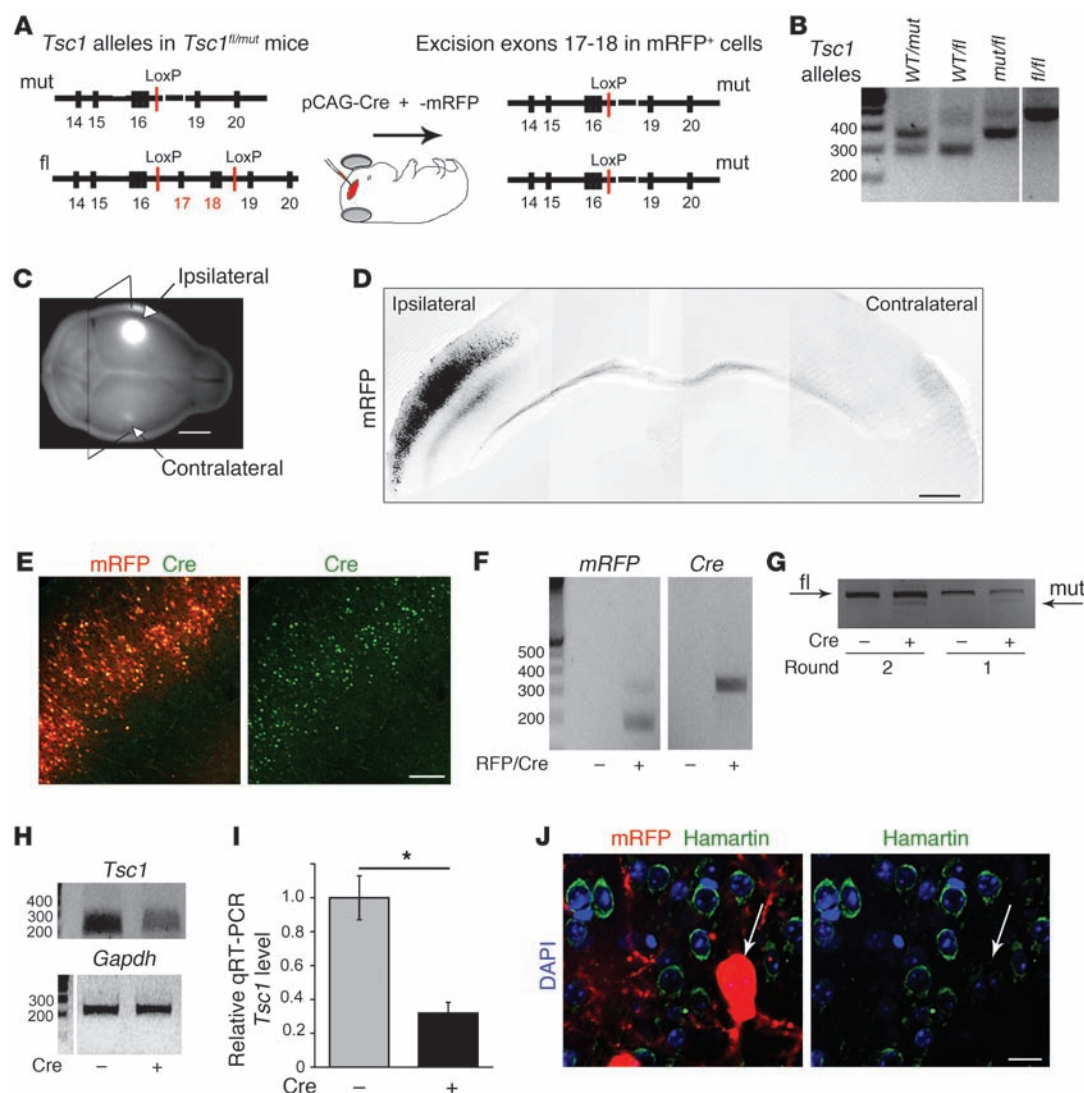 A
Tsc1 alleles in Tsc1fl/mut mice
Excision exons 17-18 in mRFP+ cells
mut
LoxP
14 15 16 19 20
pCAG-Cre + -mRFP
LoxP
mut
14 15 16 19 20
fl
LoxP
LoxP
14 15 16 17 18 19 20
LoxP
mut
14 15 16 19 20
B
Tsc1 alleles
WT/mut
WT/fl
mut/fl
fl/fl
400
300
200
C
Ipsilateral
Contralateral
D
Ipsilateral
Contralateral
mRFP
E
mRFP Cre
Cre
F
mRFP
Cre
500
400
300
200
RFP/Cre − + − +
G
fl
mut
Cre − + − +
Round 2 1
H
Tsc1
400
300
200
Gapdh
300
200
Cre − +
I
Relative qRT-PCR
Tsc1 level
*
1.0
0.8
0.6
0.4
0.2
0
Cre − +
J
mRFP Hamartin
Hamartin
DAPI